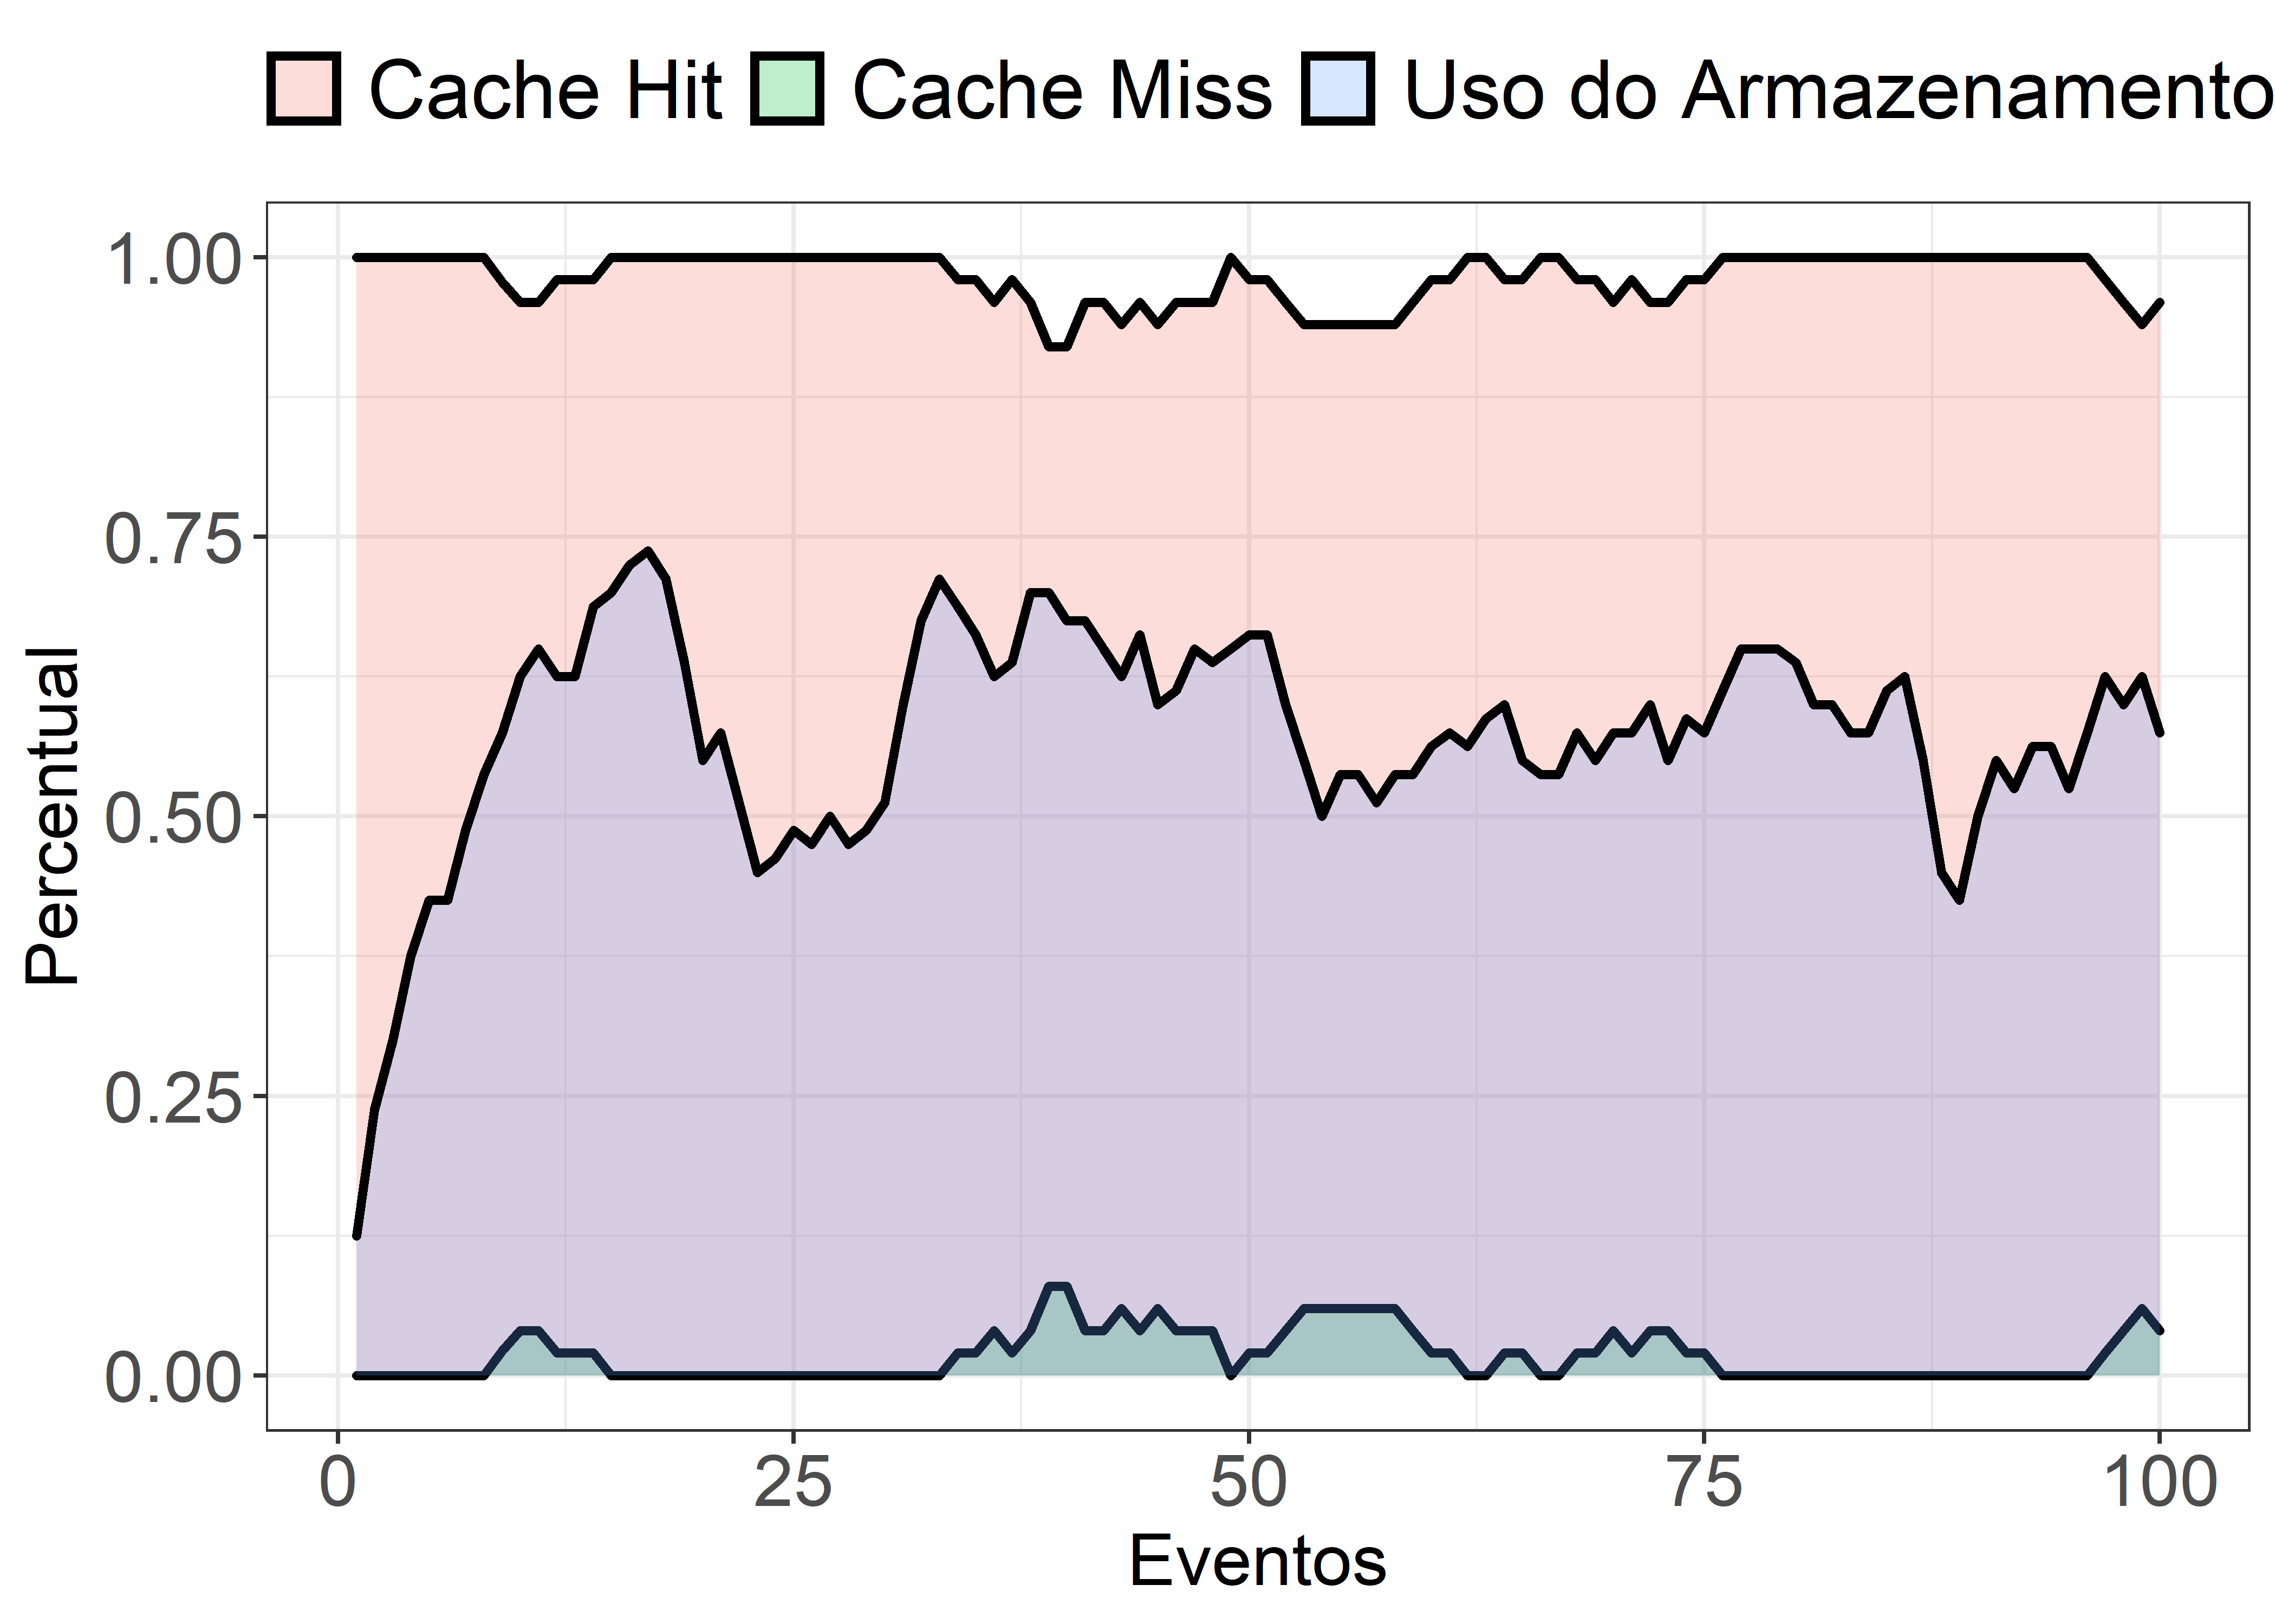 Cache Hit Cache Miss Uso do Armazenamento
1.00
0.75
0.50
0.25
0.00
Percentual
0 25 50 75 100
Eventos